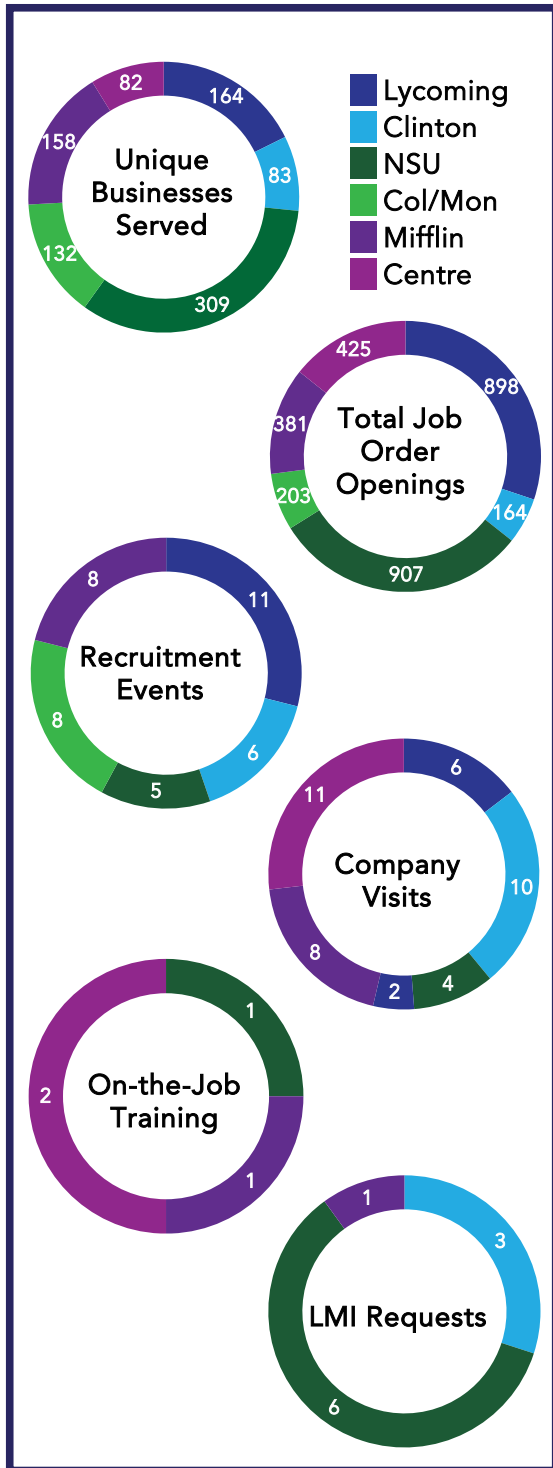 82
164
158
83
Unique
Businesses
Served
132
309
Lycoming
Clinton
NSU
Col/Mon
Mifflin
Centre
425
898
381
Total Job
Order
Openings
203
164
907
8
11
Recruitment
Events
8
6
5
6
11
Company
Visits
10
8
2
4
1
2
On-the-Job
Training
1
1
3
LMI Requests
6